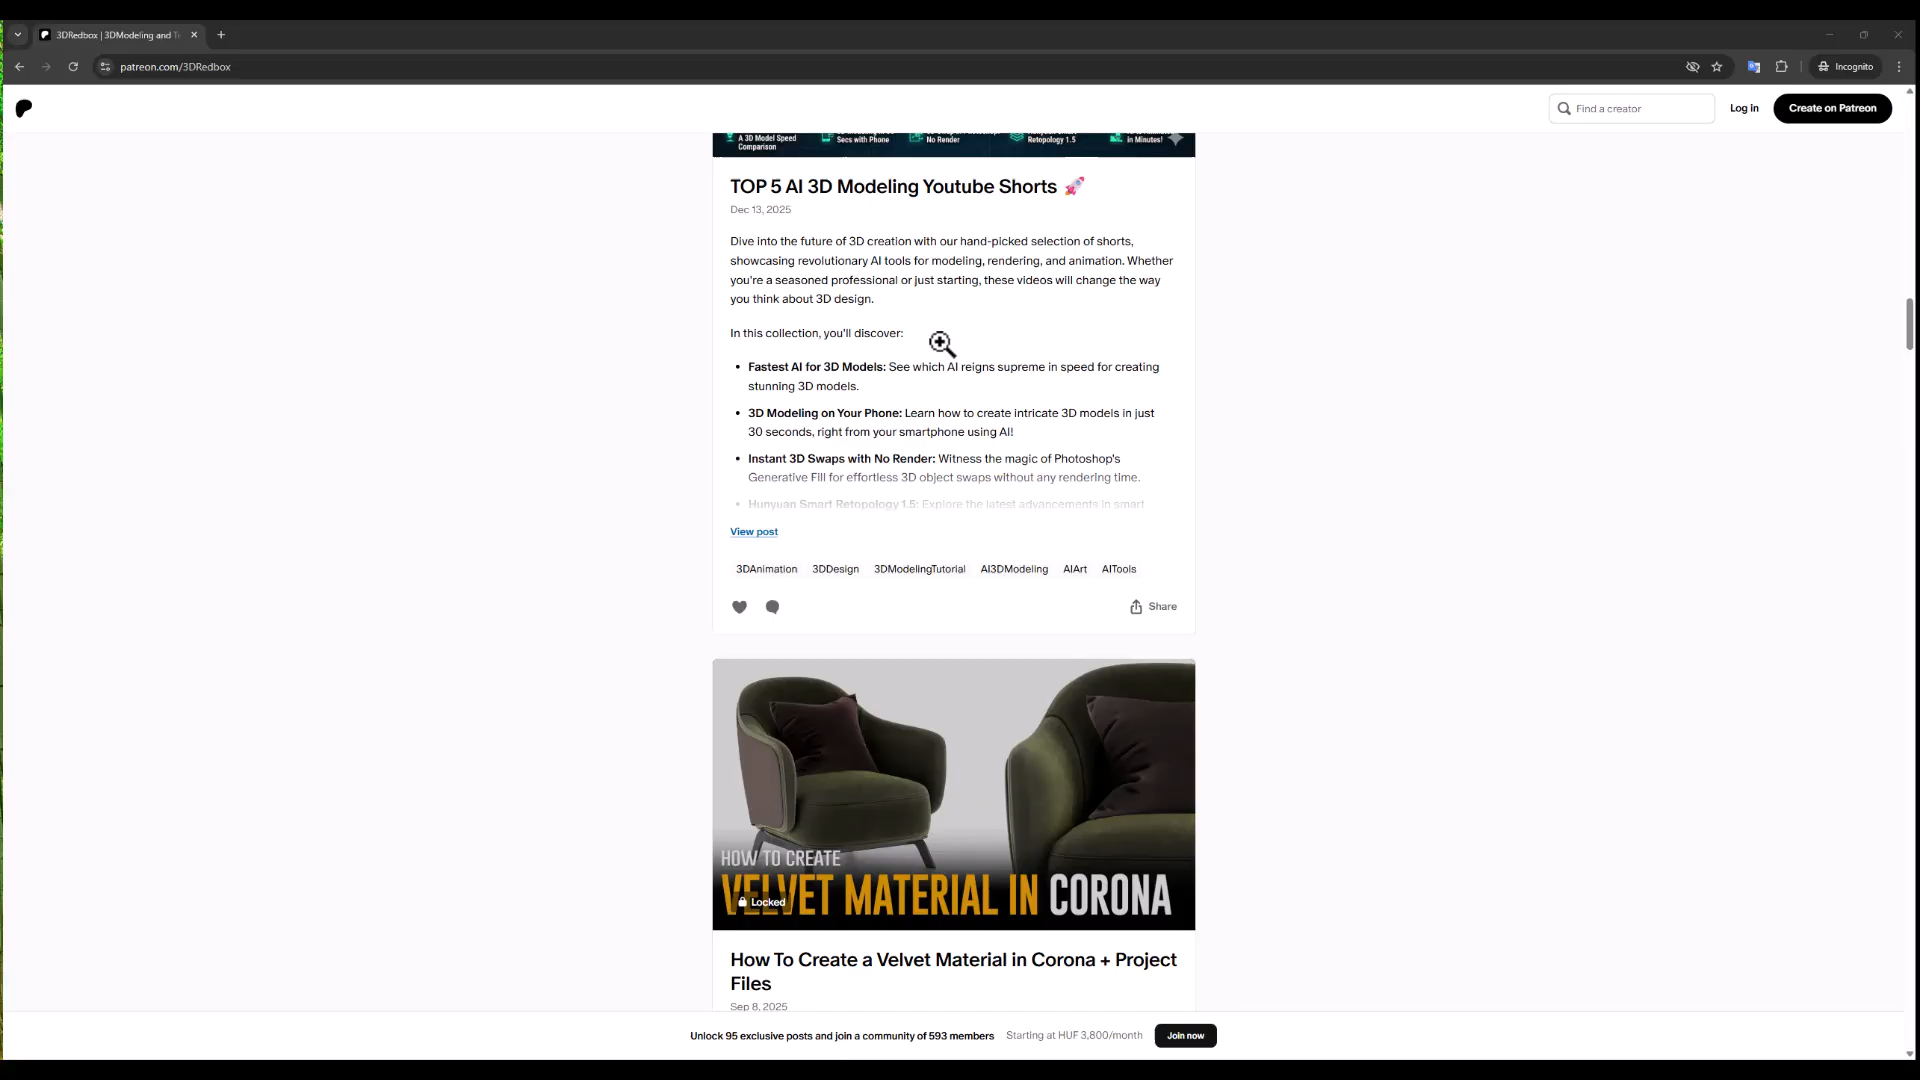 3DRedbox | 3DModeling and T
patreon.com/3DRedbox
Incognito
Find a creator
Log in
Create on Patreon
A 3D Model Speed
Comparison
Secs with Phone
No Render
Retopology 1.5
in Minutes!
TOP 5 AI 3D Modeling Youtube Shorts 🚀
Dec 13, 2025
Dive into the future of 3D creation with our hand-picked selection of shorts,
showcasing revolutionary AI tools for modeling, rendering, and animation. Whether
you're a seasoned professional or just starting, these videos will change the way
you think about 3D design.
In this collection, you'll discover:
• Fastest AI for 3D Models: See which AI reigns supreme in speed for creating
stunning 3D models.
• 3D Modeling on Your Phone: Learn how to create intricate 3D models in just
30 seconds, right from your smartphone using AI!
• Instant 3D Swaps with No Render: Witness the magic of Photoshop's
Generative Fill for effortless 3D object swaps without any rendering time.
• Hunyuan Smart Retopology 1.5: Explore the latest advancements in smart
View post
3DAnimation 3DDesign 3DModelingTutorial AI3DModeling AIArt AITools
Share
HOW TO CREATE
VELVET MATERIAL IN CORONA
Locked
How To Create a Velvet Material in Corona + Project
Files
Sep 8, 2025
Unlock 95 exclusive posts and join a community of 593 members Starting at HUF 3,800/month Join now